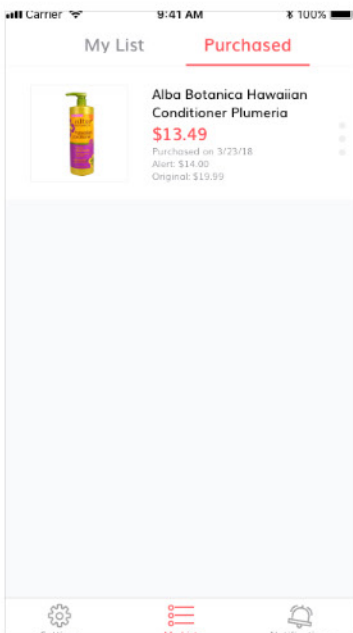 Carrier 9:41 AM 100%
My List Purchased
Alba Botanica Hawaiian
Conditioner Plumeria
$13.49
Purchased on 3/23/18
Alert: $14.00
Original: $19.99